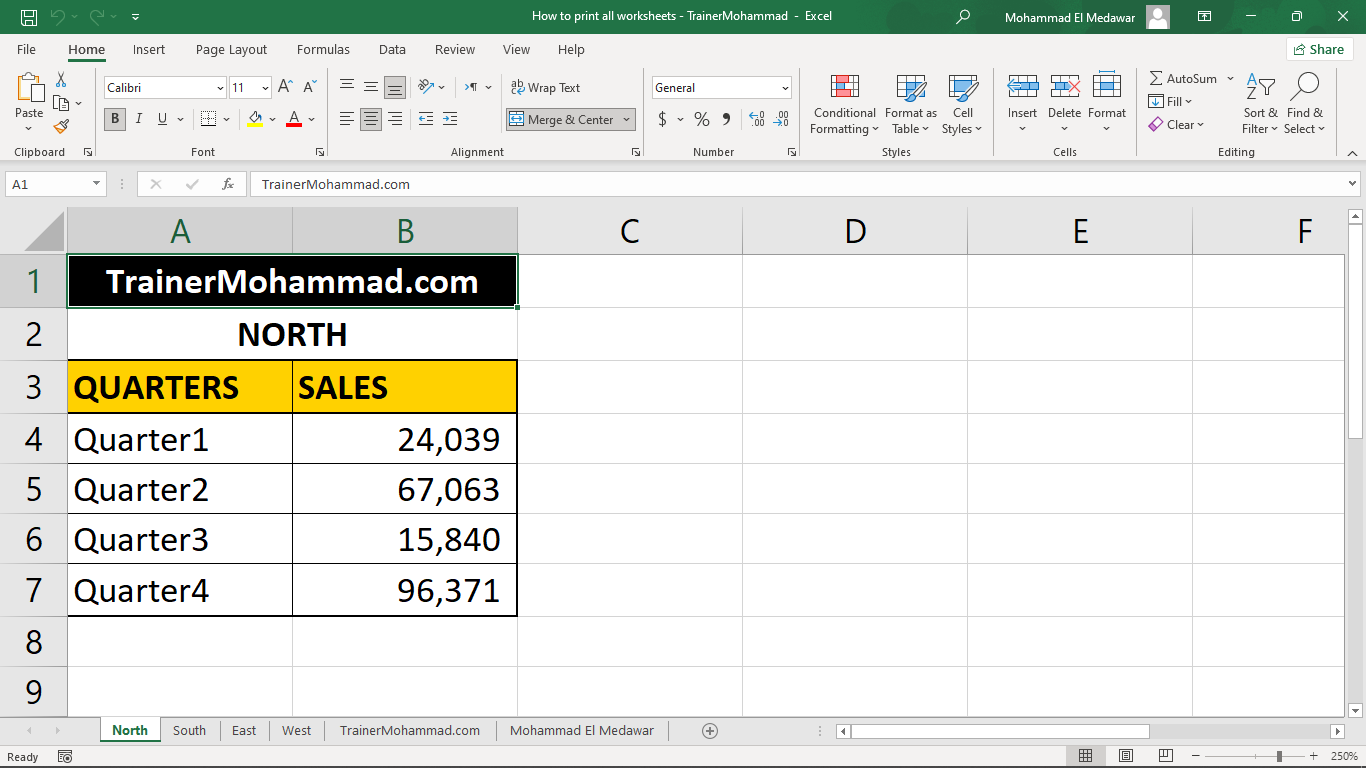 How to print all worksheets - TrainerMohammad - Excel
Mohammad El Medawar
File Home Insert Page Layout Formulas Data Review View Help
Share
Paste
Calibri 11
B I U
A A
ab Wrap Text
Merge & Center
General
$ % 9
Conditional Formatting
Format as Table
Cell Styles
Insert Delete Format
AutoSum
Fill
Clear
Sort & Filter
Find & Select
Clipboard Font Alignment Number Styles Cells Editing
A1 fx TrainerMohammad.com
A B C D E F
1 TrainerMohammad.com
2 NORTH
3 QUARTERS SALES
4 Quarter1 24,039
5 Quarter2 67,063
6 Quarter3 15,840
7 Quarter4 96,371
8
9
North South East West TrainerMohammad.com Mohammad El Medawar
Ready 250%